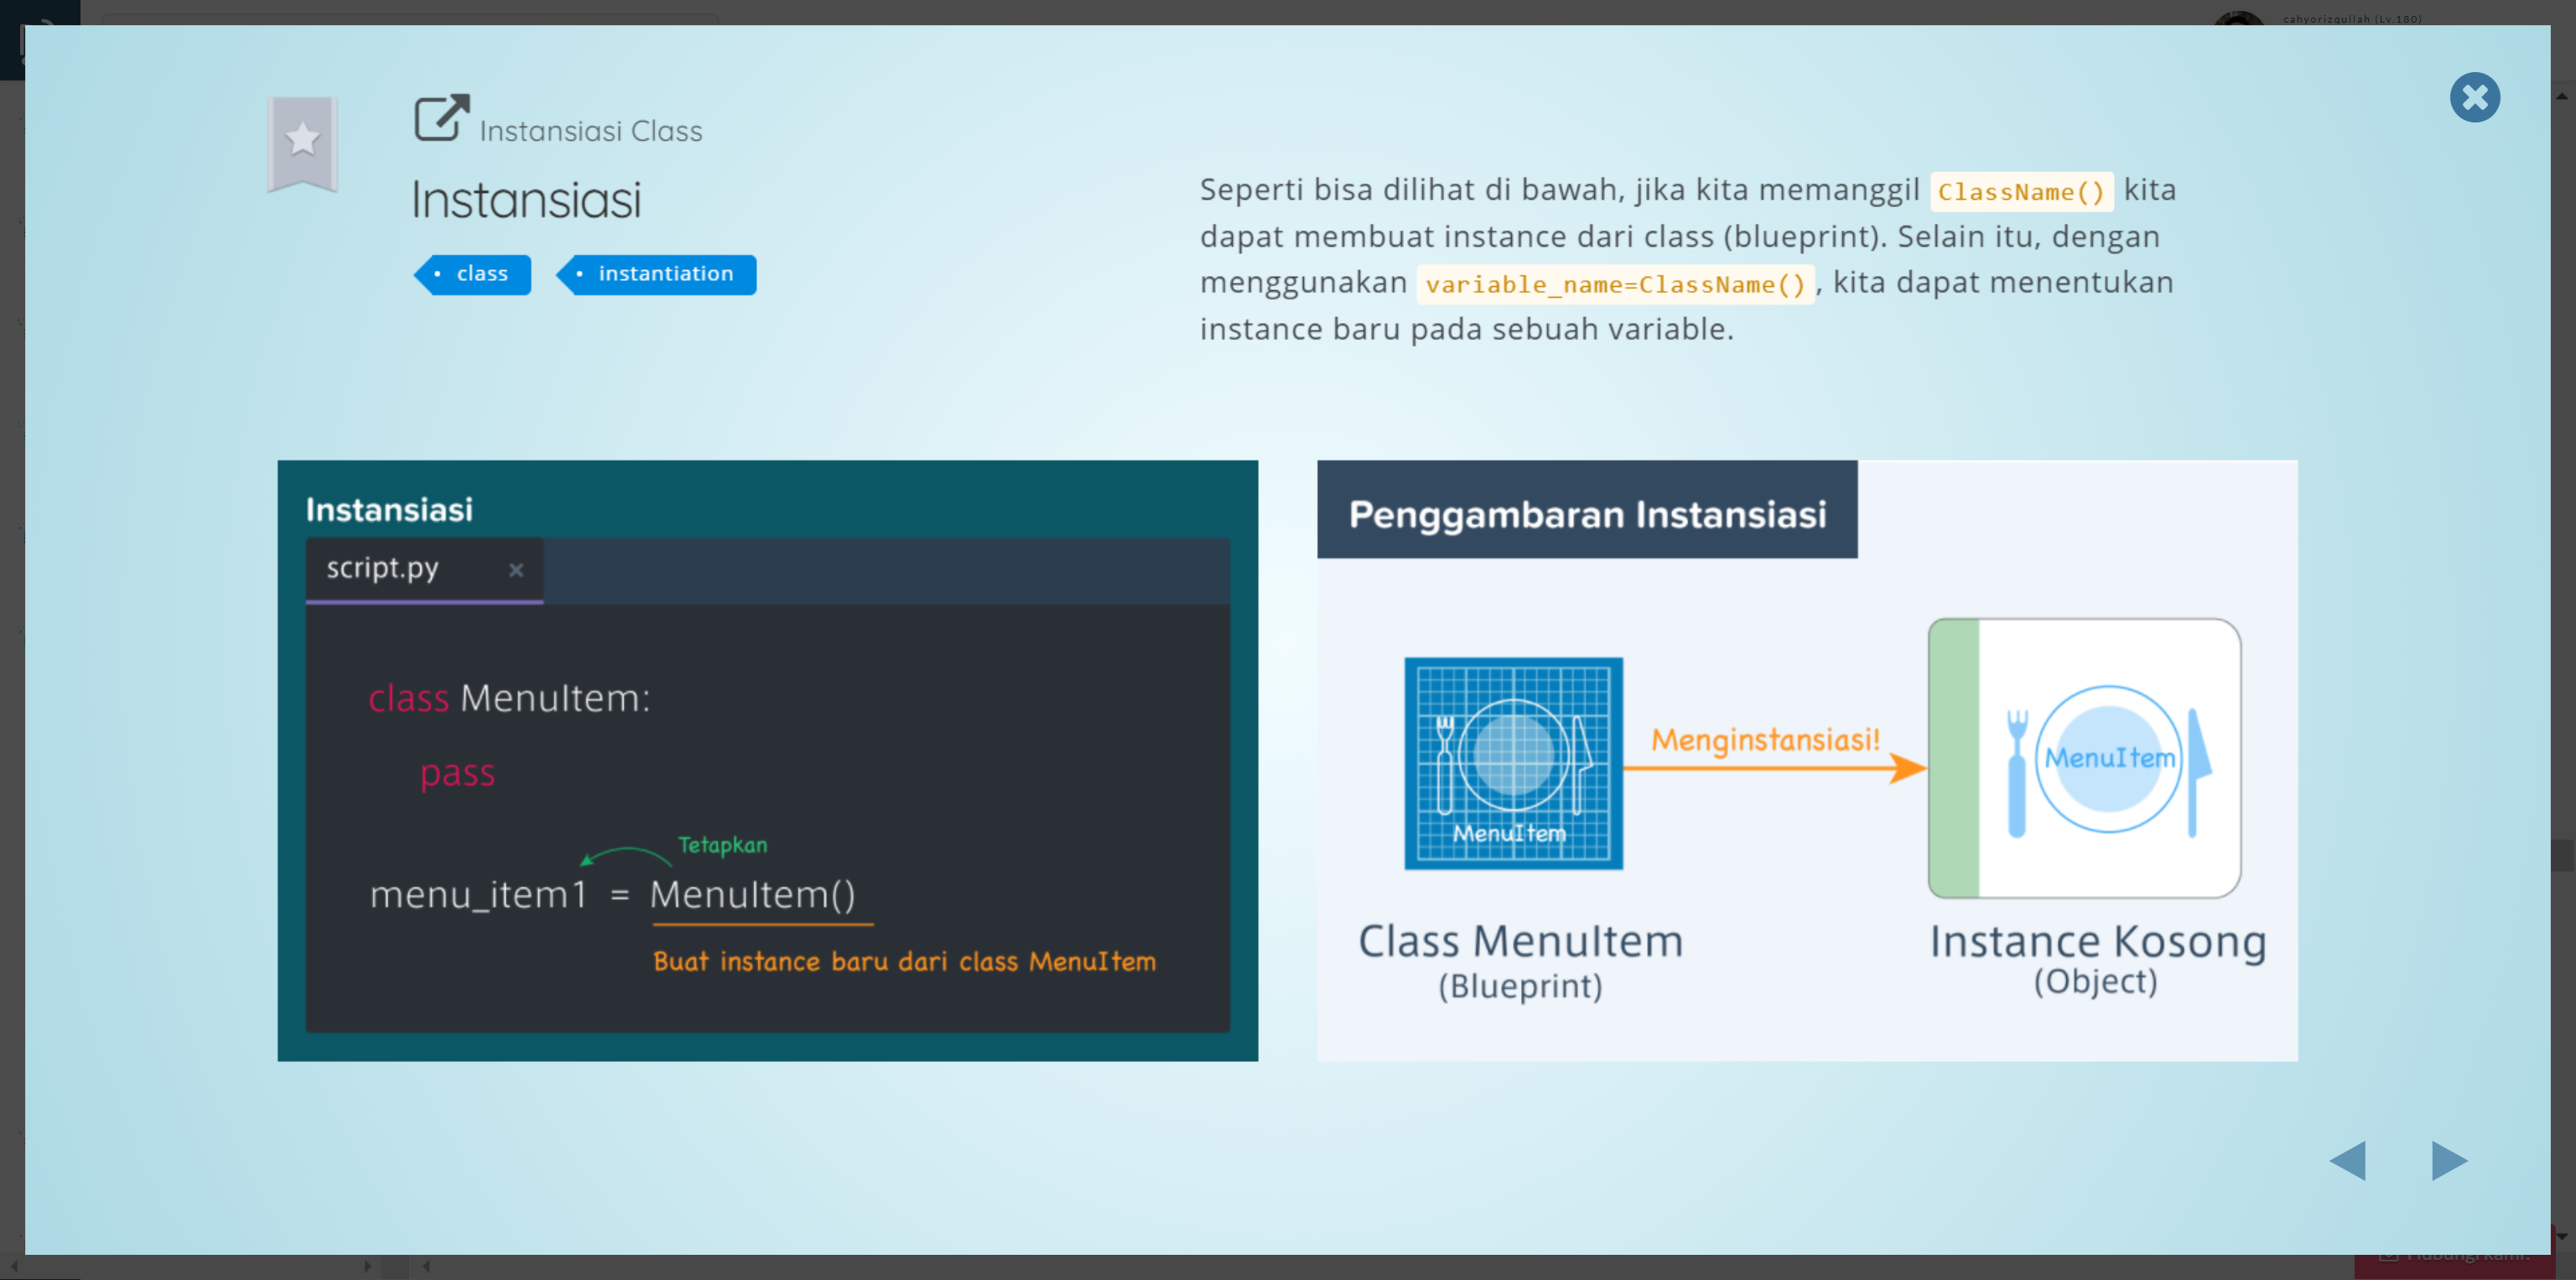 cahyorizqullah (Lv.180)
Instansiasi Class
Instansiasi
• class
• instantiation
Seperti bisa dilihat di bawah, jika kita memanggil ClassName() kita
dapat membuat instance dari class (blueprint). Selain itu, dengan
menggunakan variable_name=ClassName(), kita dapat menentukan
instance baru pada sebuah variable.
Instansiasi
script.py ×
class MenuItem:
pass
Tetapkan
menu_item1 = MenuItem()
Buat instance baru dari class MenuItem
Penggambaran Instansiasi
MenuItem
Menginstansiasi!
MenuItem
Class MenuItem
(Blueprint)
Instance Kosong
(Object)
Hubungi kami!